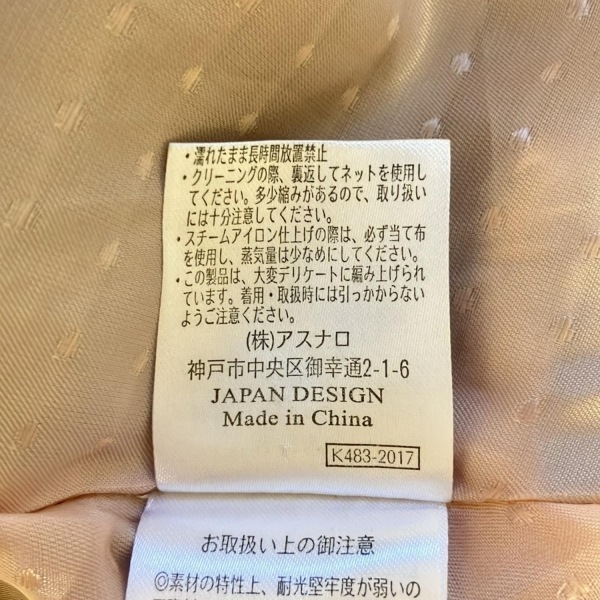 ・濡れたまま長時間放置禁止
・クリーニングの際、裏返してネットを使用し
てください。多少縮みがあるので、取り扱い
には十分注意してください。
・スチームアイロン仕上げの際は、必ず当て布
を使用し、蒸気量は少なめにしてください。
・この製品は、大変デリケートに編み上げられ
ています。着用・取扱時には引っかからない
ようご注意ください。
(株)アスナロ
神戸市中央区御幸通2-1-6
JAPAN DESIGN
Made in China
K483-2017
お取扱い上の御注意
◎素材の特性上、耐光堅牢度が弱いの